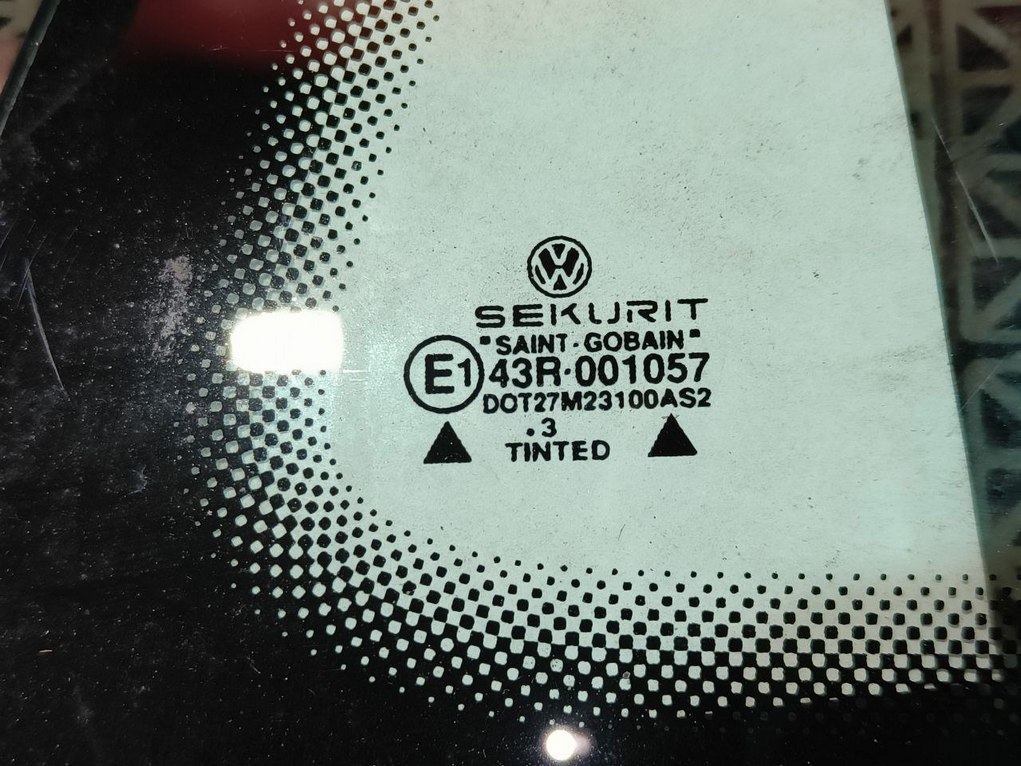 SEKURIT
"SAINT-GOBAIN"
E1 43R-001057
DOT27M23100AS2
.3
TINTED